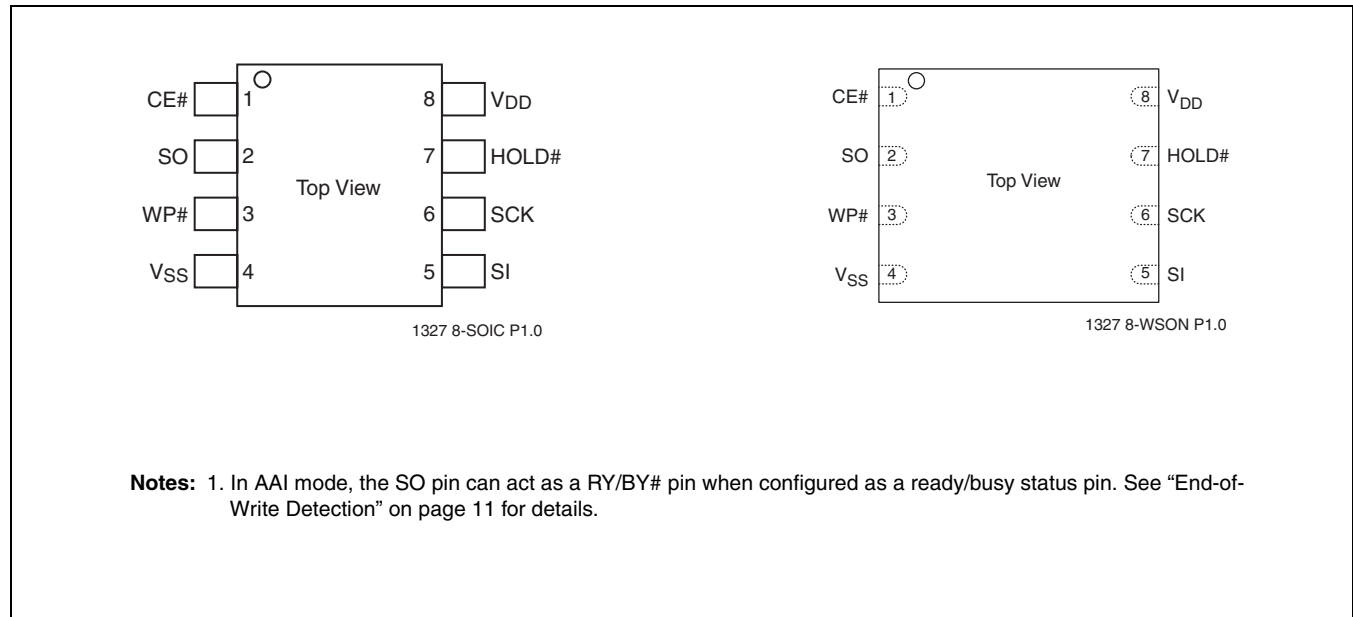 CE# 1 8 VDD
SO 2 7 HOLD#
Top View
WP# 3 6 SCK
VSS 4 5 SI
1327 8-SOIC P1.0
CE# 1 8 VDD
SO 2 7 HOLD#
Top View
WP# 3 6 SCK
VSS 4 5 SI
1327 8-WSON P1.0
Notes: 1. In AAI mode, the SO pin can act as a RY/BY# pin when configured as a ready/busy status pin. See “End-of-
Write Detection” on page 11 for details.